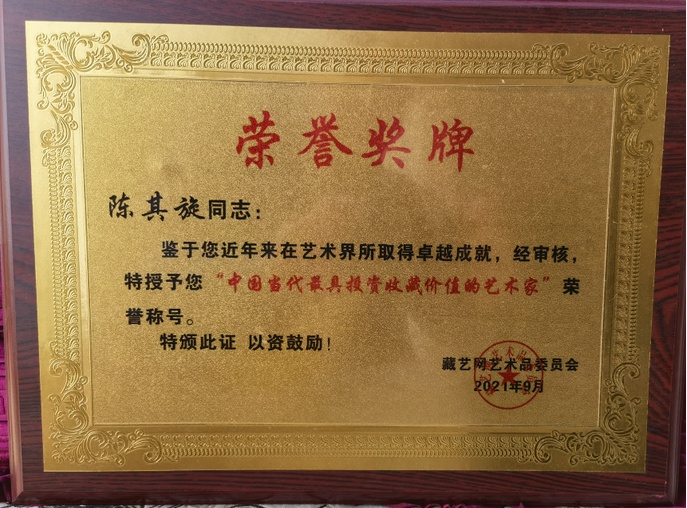 荣誉奖牌
陈其旋同志：
鉴于您近年来在艺术界所取得卓越成就，经审核，
特授予您“中国当代最具投资收藏价值的艺术家”荣
誉称号。
特颁此证 以资鼓励！
藏艺网艺术品委员会
2021年9月